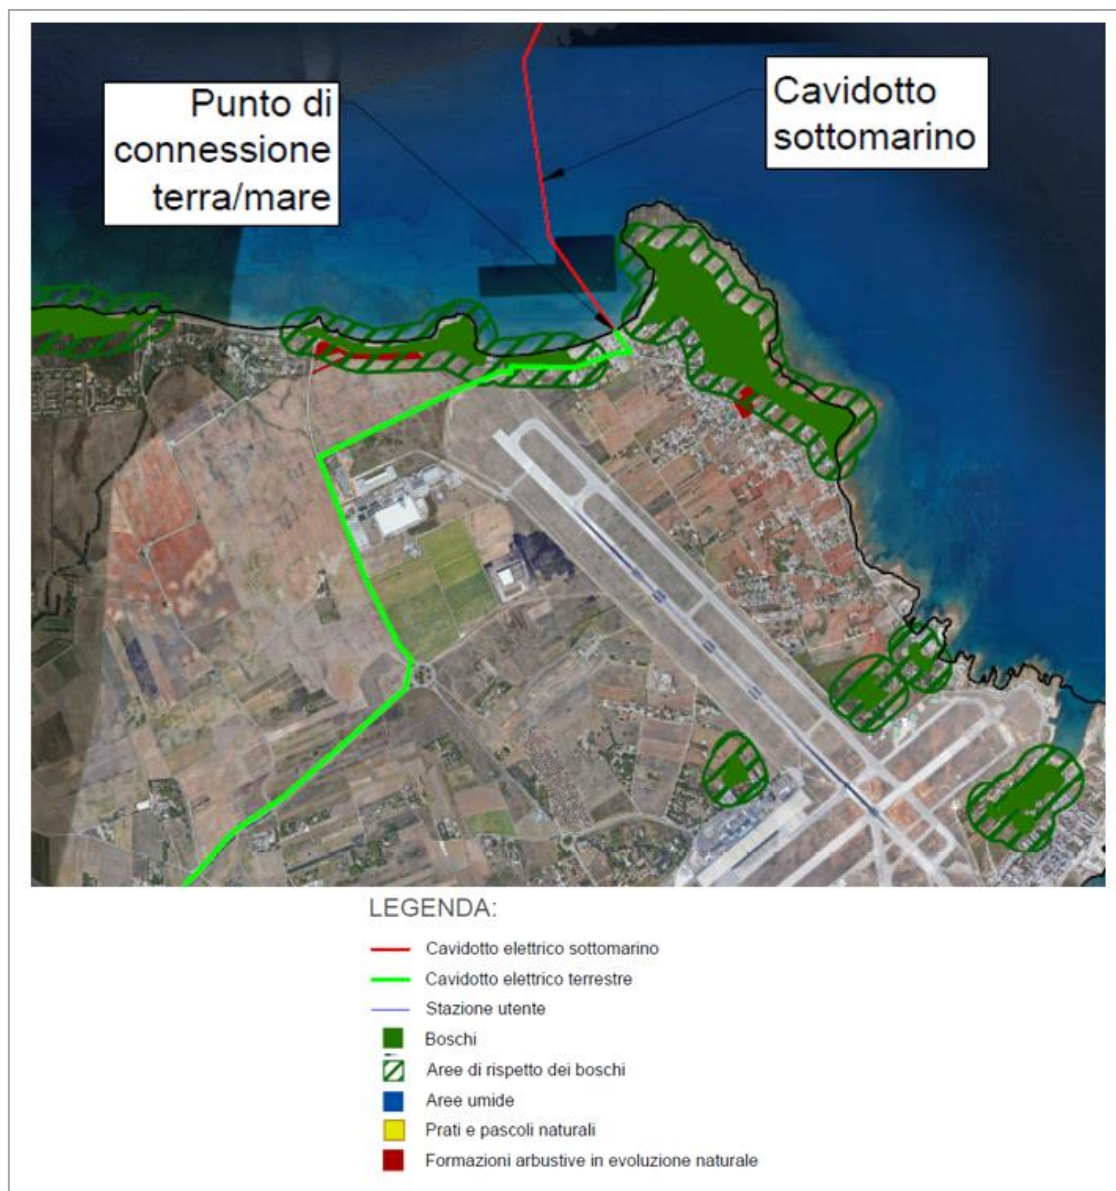 Punto di
connessione
terra/mare
Cavidotto
sottomarino
LEGENDA:
Cavidotto elettrico sottomarino
Cavidotto elettrico terrestre
Stazione utente
Boschi
Aree di rispetto dei boschi
Aree umide
Prati e pascoli naturali
Formazioni arbustive in evoluzione naturale